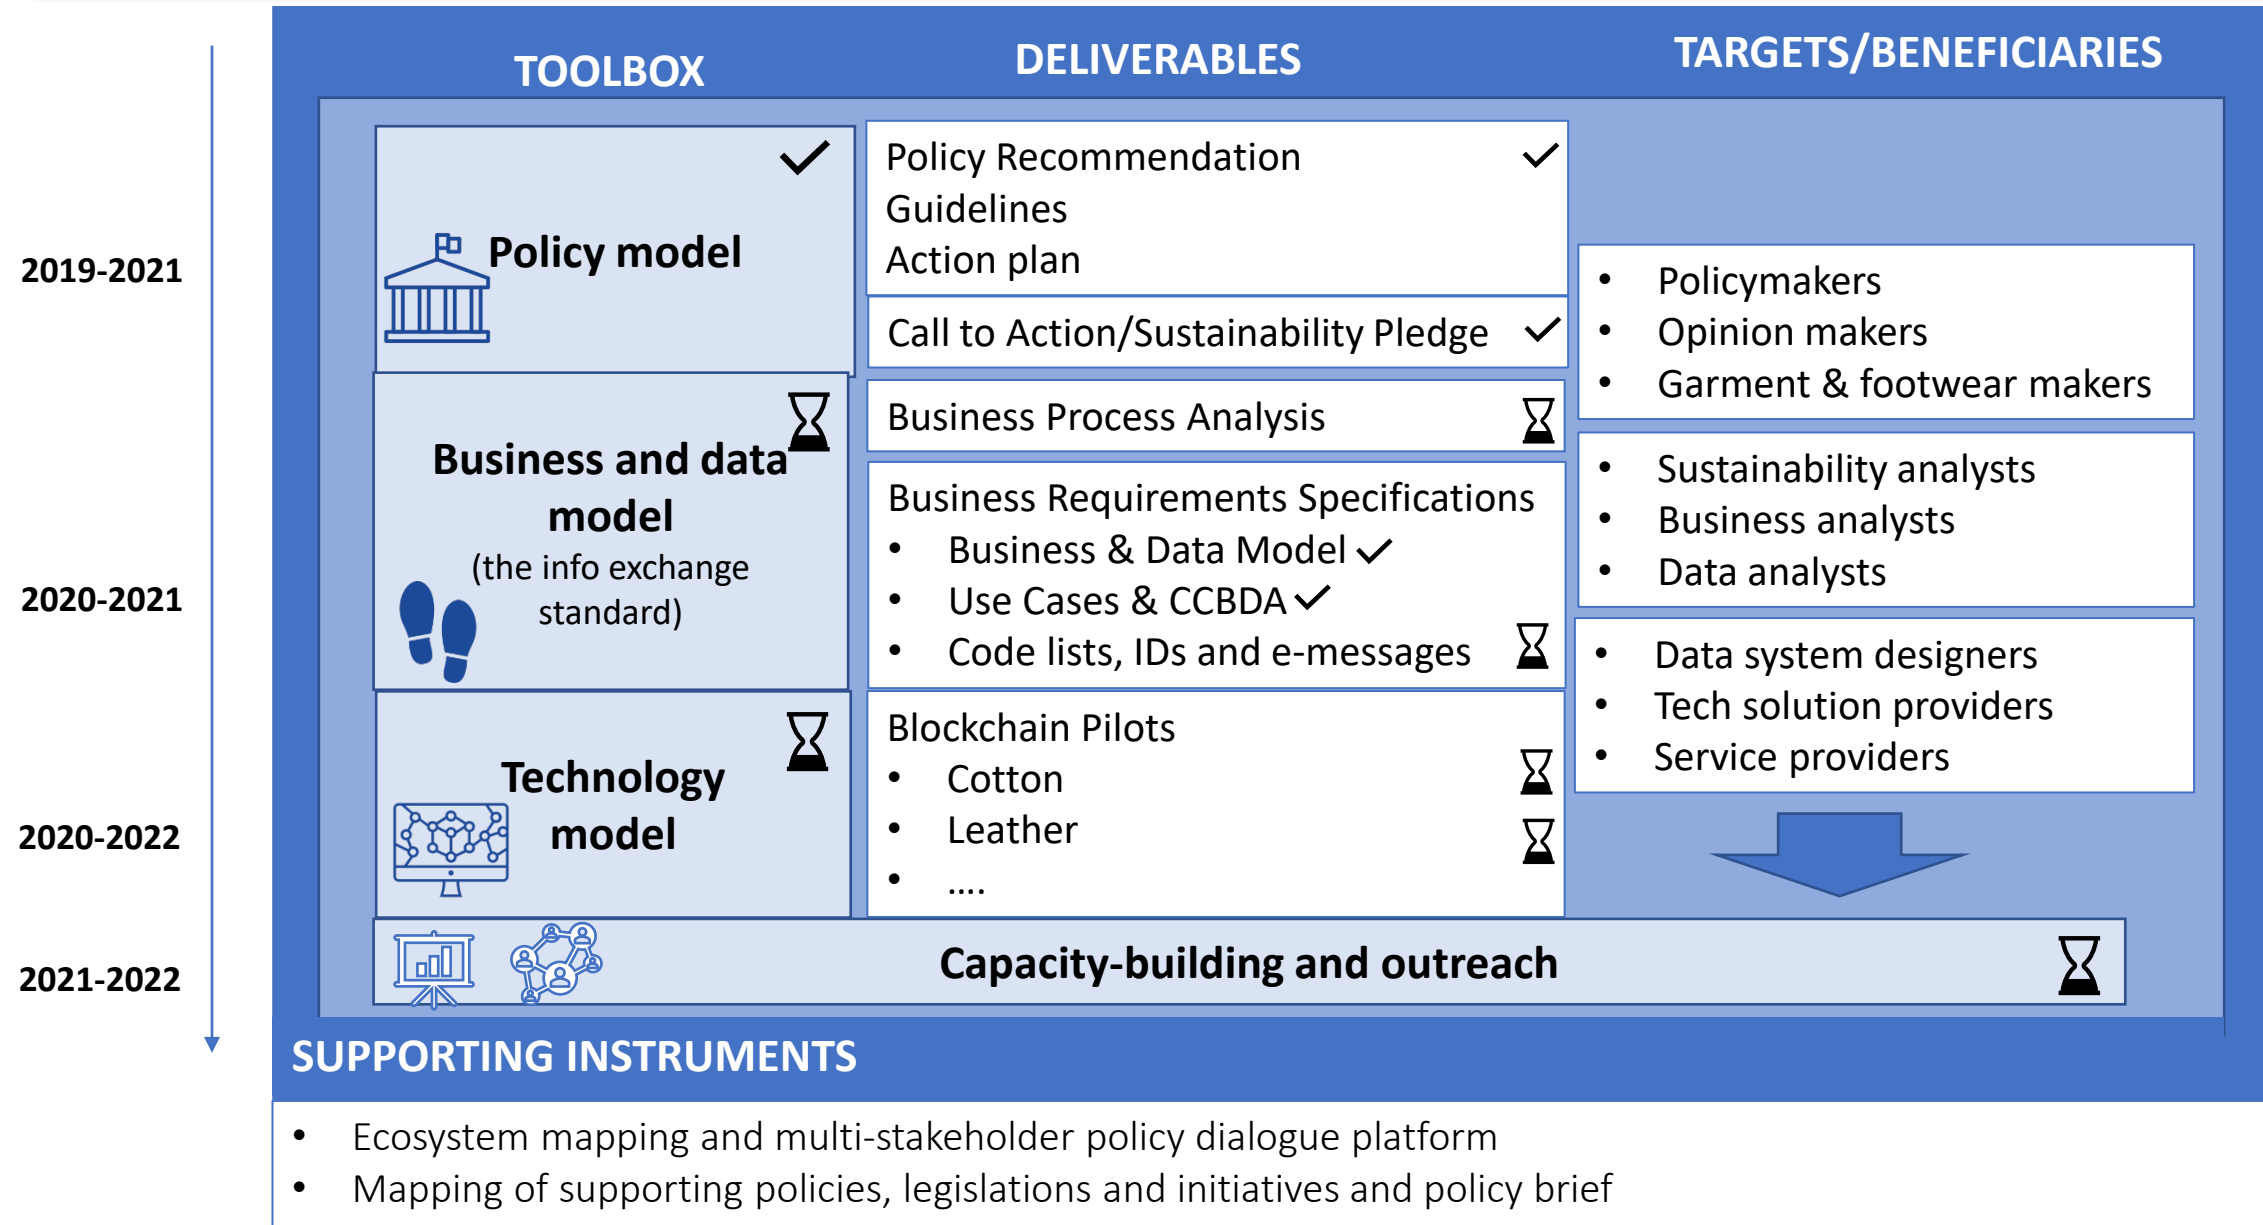 TOOLBOX
DELIVERABLES
TARGETS/BENEFICIARIES
2019-2021
Policy model
Policy Recommendation
Guidelines
Action plan
Call to Action/Sustainability Pledge
• Policymakers
• Opinion makers
• Garment & footwear makers
2020-2021
Business and data
model
(the info exchange
standard)
Business Process Analysis
Business Requirements Specifications
• Business & Data Model
• Use Cases & CCBDA
• Code lists, IDs and e-messages
• Sustainability analysts
• Business analysts
• Data analysts
2020-2022
Technology
model
Blockchain Pilots
• Cotton
• Leather
• ....
• Data system designers
• Tech solution providers
• Service providers
2021-2022
Capacity-building and outreach
SUPPORTING INSTRUMENTS
• Ecosystem mapping and multi-stakeholder policy dialogue platform
• Mapping of supporting policies, legislations and initiatives and policy brief